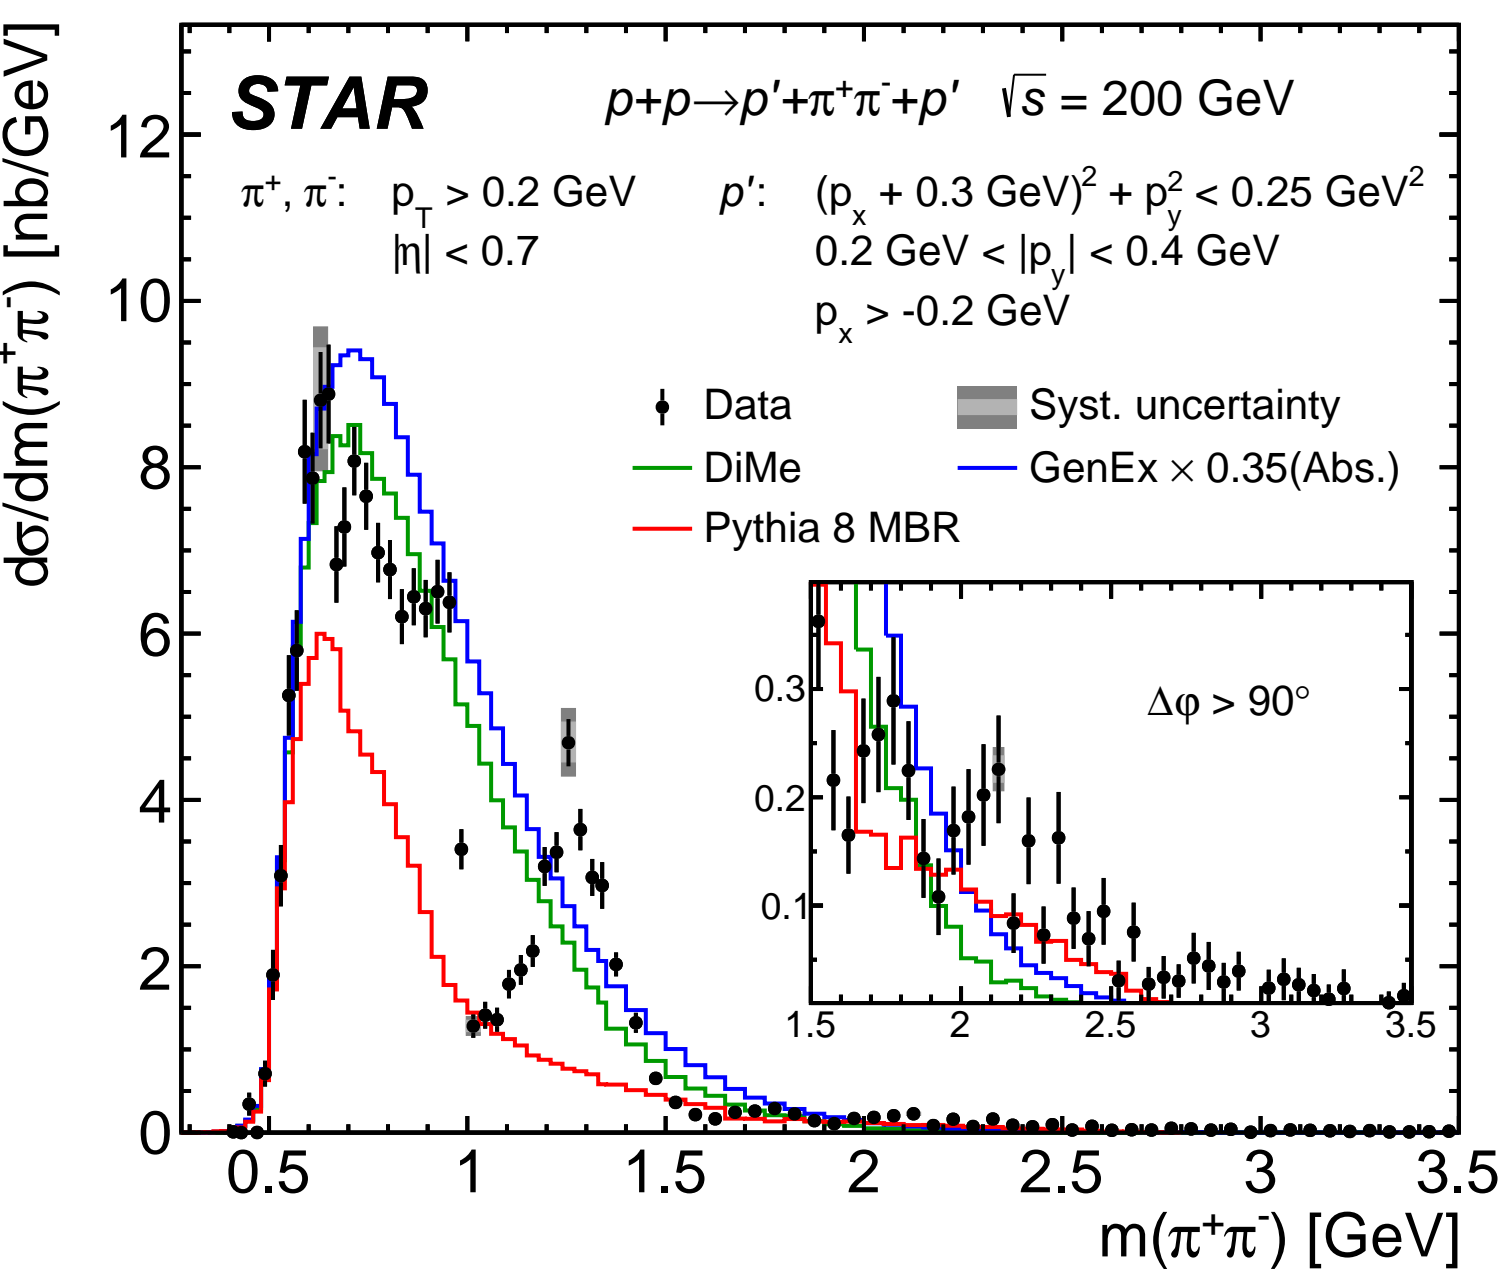 dσ/dm(π⁺π⁻) [nb/GeV]
STAR p+p→p′+π⁺π⁻+p′ √s = 200 GeV
π⁺, π⁻: p_T > 0.2 GeV p′: (p_x + 0.3 GeV)² + p_y² < 0.25 GeV²
|η| < 0.7 0.2 GeV < |p_y| < 0.4 GeV
p_x > -0.2 GeV
Data Syst. uncertainty
DiMe GenEx × 0.35(Abs.)
Pythia 8 MBR
12
10
8
6
4
2
0
Δφ > 90°
0.3
0.2
0.1
1.5 2 2.5 3 3.5
0.5 1 1.5 2 2.5 3 3.5
m(π⁺π⁻) [GeV]